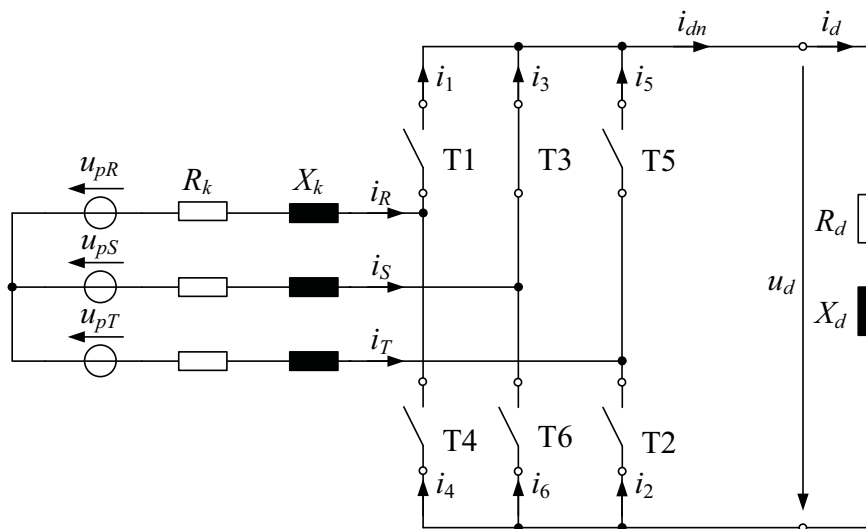 i_dn i_d
i_1 i_3 i_5
T1 T3 T5
u_pR R_k X_k i_R
u_pS i_S
u_pT i_T
R_d
u_d
X_d
T4 T6 T2
i_4 i_6 i_2